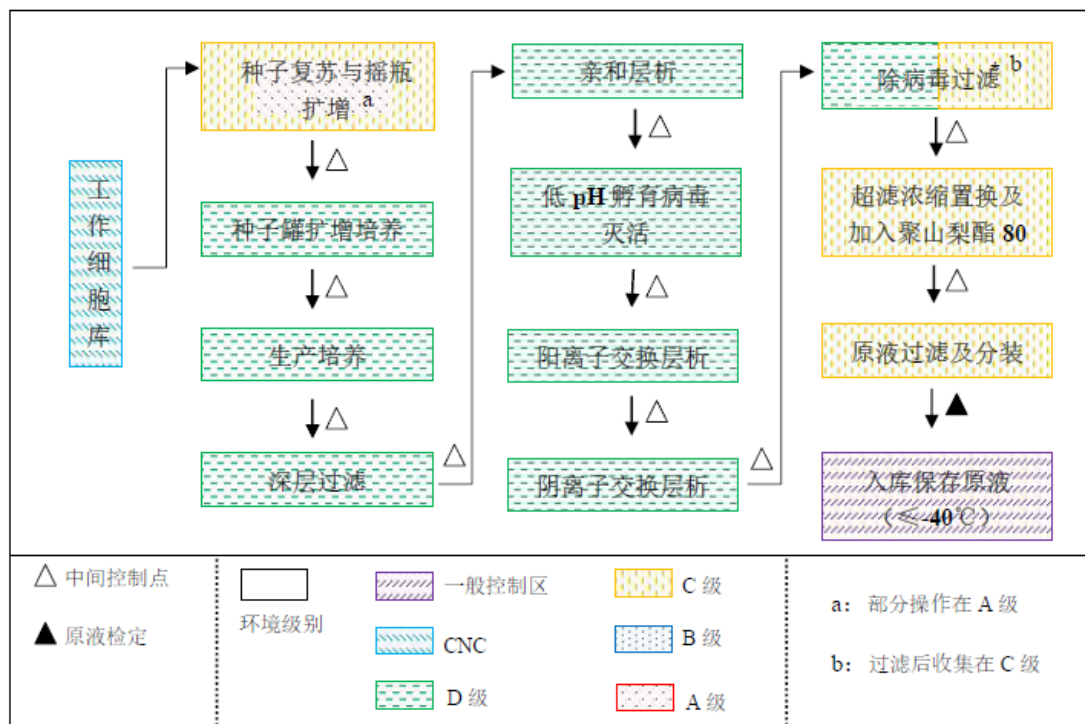 工作细胞库
种子复苏与摇瓶
扩增 a
△
种子罐扩增培养
△
生产培养
△
深层过滤
△
亲和层析
△
低 pH 孵育病毒
灭活
△
阳离子交换层析
△
阴离子交换层析
△
除病毒过滤* b
△
超滤浓缩置换及
加入聚山梨酯 80
△
原液过滤及分装
▲
入库保存原液
（≤-40℃）
△ 中间控制点
▲ 原液检定
环境级别
一般控制区
CNC
D 级
C 级
B 级
A 级
a：部分操作在 A 级
b：过滤后收集在 C 级